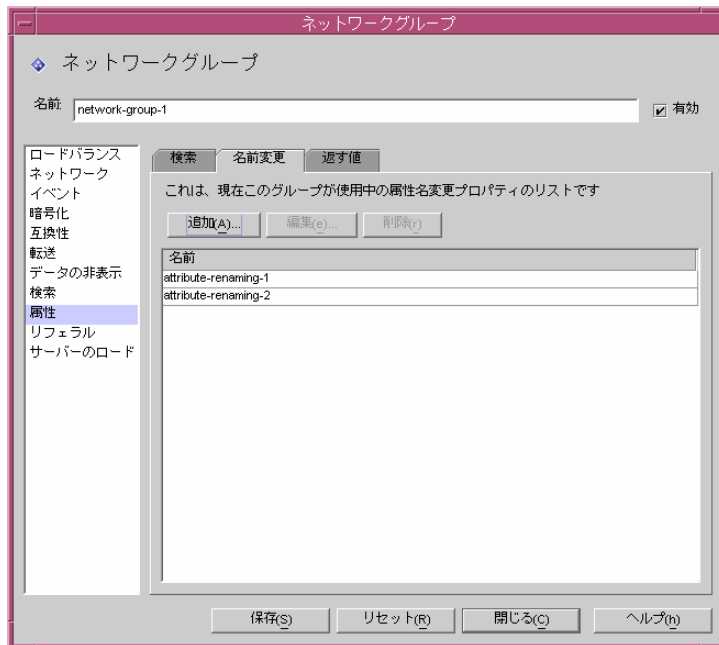 ネットワークグループ
ネットワークグループ
名前: network-group-1 有効
ロードバランス
ネットワーク
イベント
暗号化
互換性
転送
データの非表示
検索
属性
リフェラル
サーバーのロード
検索 名前変更 返す値
これは、現在このグループが使用中の属性名変更プロパティのリストです
追加(A)... 編集(e)... 削除(r)
名前
attribute-renaming-1
attribute-renaming-2
保存(S) リセット(R) 閉じる(C) ヘルプ(h)